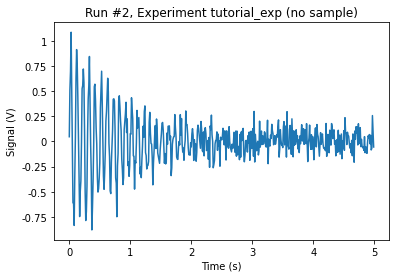 Run #2, Experiment tutorial_exp (no sample)
1
0.75
0.5
0.25
0
-0.25
-0.5
-0.75
Signal (V)
0 1 2 3 4 5
Time (s)